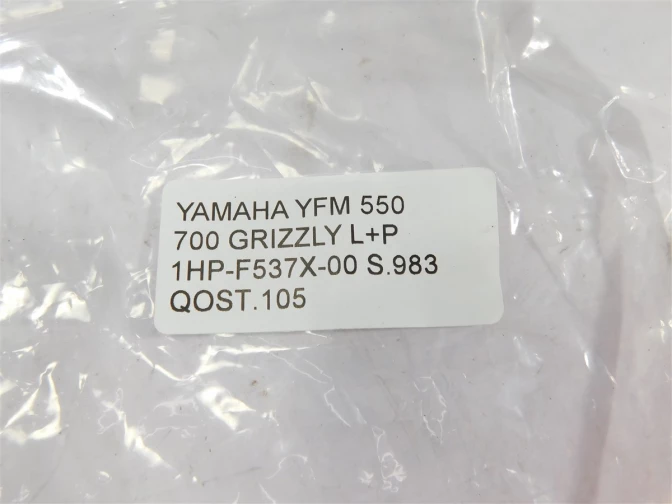 YAMAHA YFM 550
700 GRIZZLY L+P
1HP-F537X-00 S.983
QOST.105